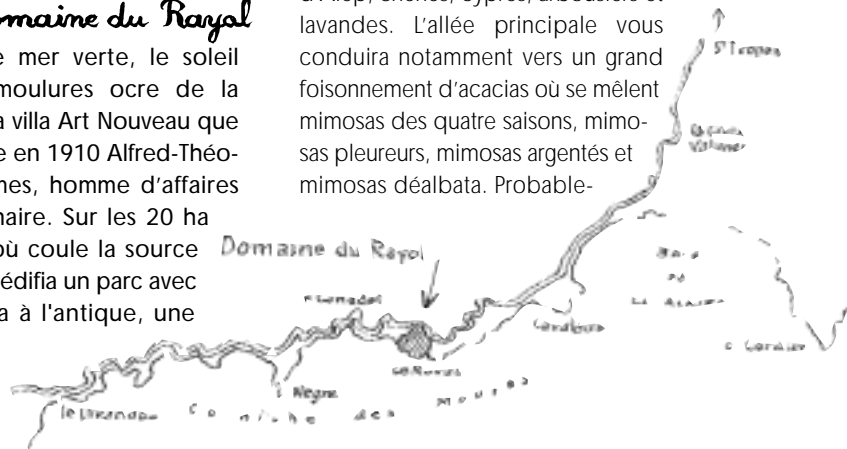 omaine du Rayol
e mer verte, le soleil
moulures ocre de la
a villa Art Nouveau que
e en 1910 Alfred-Théo-
mes, homme d’affaires
naire. Sur les 20 ha
où coule la source
édifia un parc avec
a à l'antique, une
lavandes. L’allée principale vous
conduira notamment vers un grand
foisonnement d’acacias où se mêlent
mimosas des quatre saisons, mimo-
sas pleureurs, mimosas argentés et
mimosas déalbata. Probable-
Domaine du Rayol
St Tropez
Nègre
des